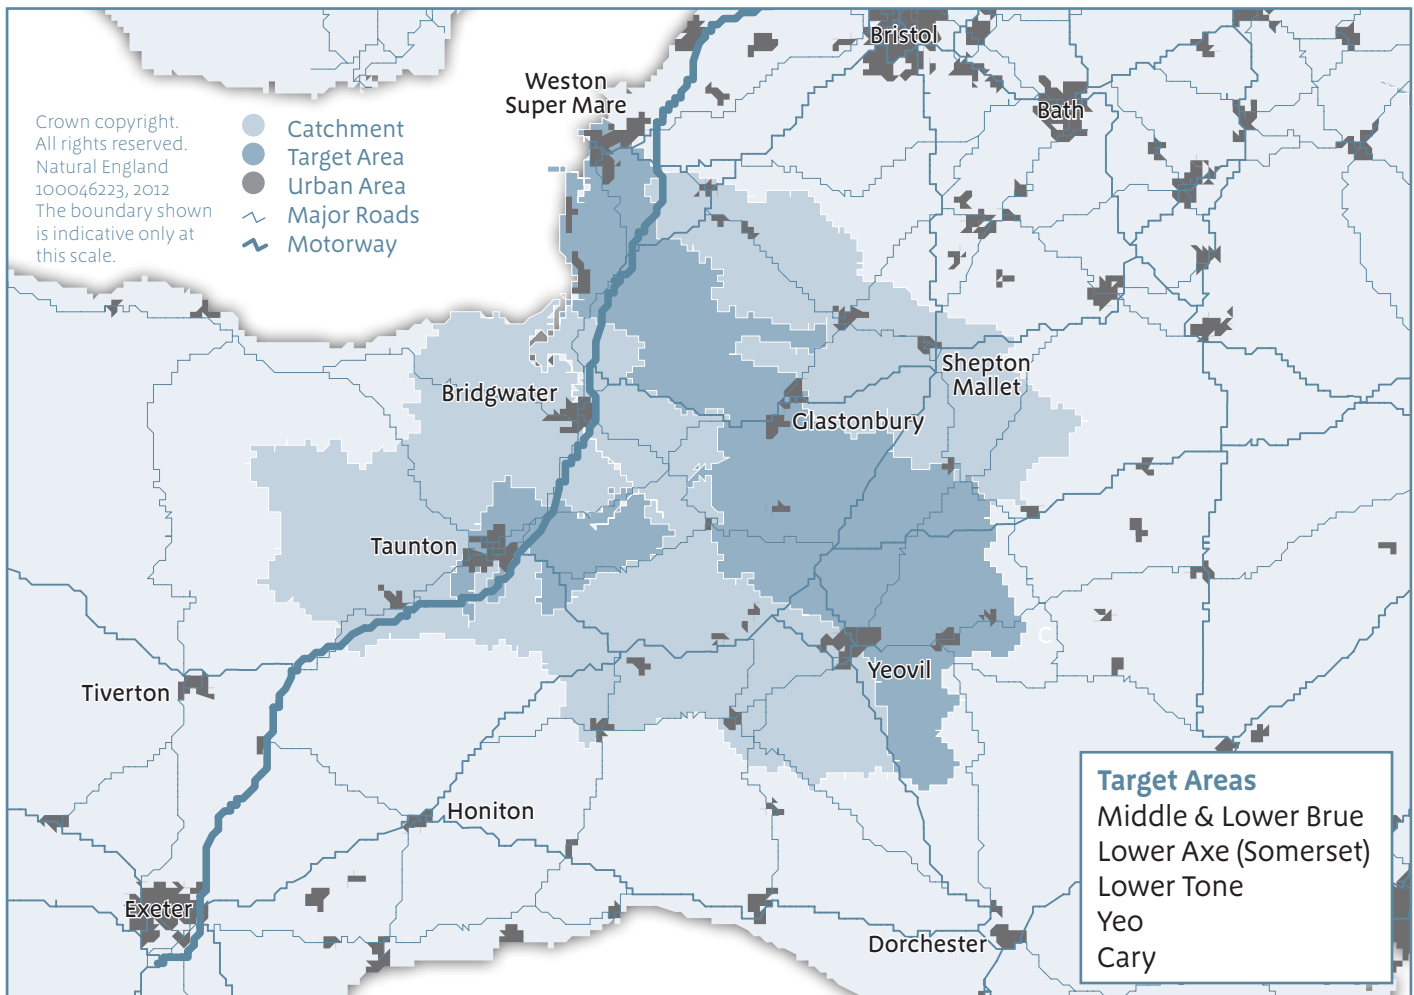 Bristol
Weston
Super Mare
Bath
Crown copyright.
All rights reserved.
Natural England
100046223, 2012
The boundary shown
is indicative only at
this scale.
Catchment
Target Area
Urban Area
Major Roads
Motorway
Shepton
Mallet
Bridgwater
Glastonbury
Taunton
C
Yeovil
Tiverton
Honiton
Exeter
Dorchester
Target Areas
Middle & Lower Brue
Lower Axe (Somerset)
Lower Tone
Yeo
Cary